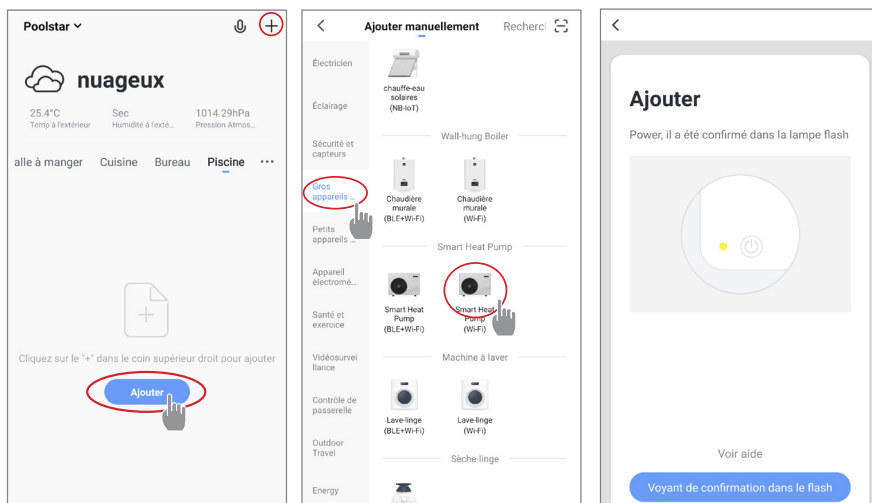 Poolstar
nuageux
25.4°C
Temp à l'extérieur
Sec
Humidité à l'exté...
1014.29hPa
Pression Atmos...
alle à manger
Cuisine
Bureau
Piscine
Cliquez sur le "+" dans le coin supérieur droit pour ajouter
Ajouter
Ajouter manuellement
Recherc
Électricien
Éclairage
Sécurité et
capteurs
Gros
appareils ...
Petits
appareils ...
Appareil
électromé...
Santé et
exercice
Vidéosurvei
llance
Contrôle de
passerelle
Outdoor
Travel
Energy
chauffe-eau
solaires
(NB-IoT)
Wall-hung Boiler
Chaudière
murale
(BLE+Wi-Fi)
Chaudière
murale
(Wi-Fi)
Smart Heat Pump
Smart Heat
Pump
(BLE+Wi-Fi)
Smart Heat
Pump
(Wi-Fi)
Machine à laver
Lave-linge
(BLE+Wi-Fi)
Lave-linge
(Wi-Fi)
Sèche-linge
Ajouter
Power, il a été confirmé dans la lampe flash
Voir aide
Voyant de confirmation dans le flash